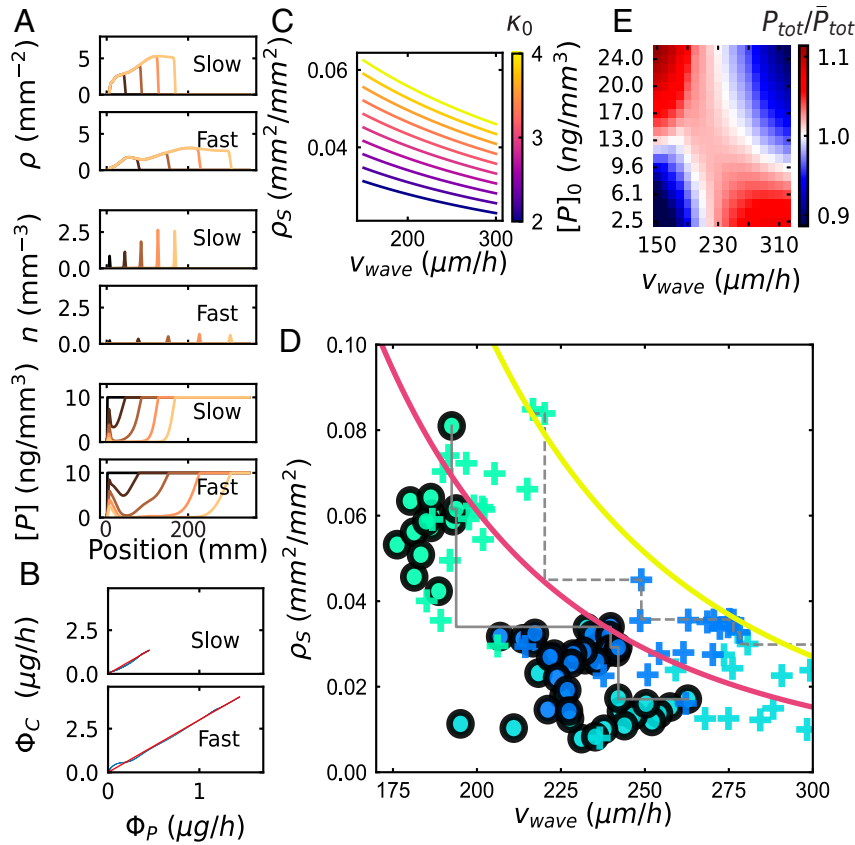 A
ρ (mm⁻²)
5
0
Slow
5
0
Fast
n (mm⁻³)
2.5
0.0
Slow
2.5
0.0
Fast
[P] (ng/mm³)
10
0
Slow
10
0
Fast
0
200
Position (mm)
B
Φ_C (μg/h)
2.5
0.0
Slow
2.5
0.0
Fast
0
1
Φ_P (μg/h)
C
ρ_S (mm²/mm²)
0.06
0.04
200
300
v_wave (μm/h)
κ₀
4
3
2
E
P_tot/P̄_tot
[P]₀ (ng/mm³)
24.0
20.0
17.0
13.0
9.6
6.1
2.5
150
230
310
v_wave (μm/h)
1.1
1.0
0.9
D
ρ_S (mm²/mm²)
0.10
0.08
0.06
0.04
0.02
0.00
175
200
225
250
275
300
v_wave (μm/h)